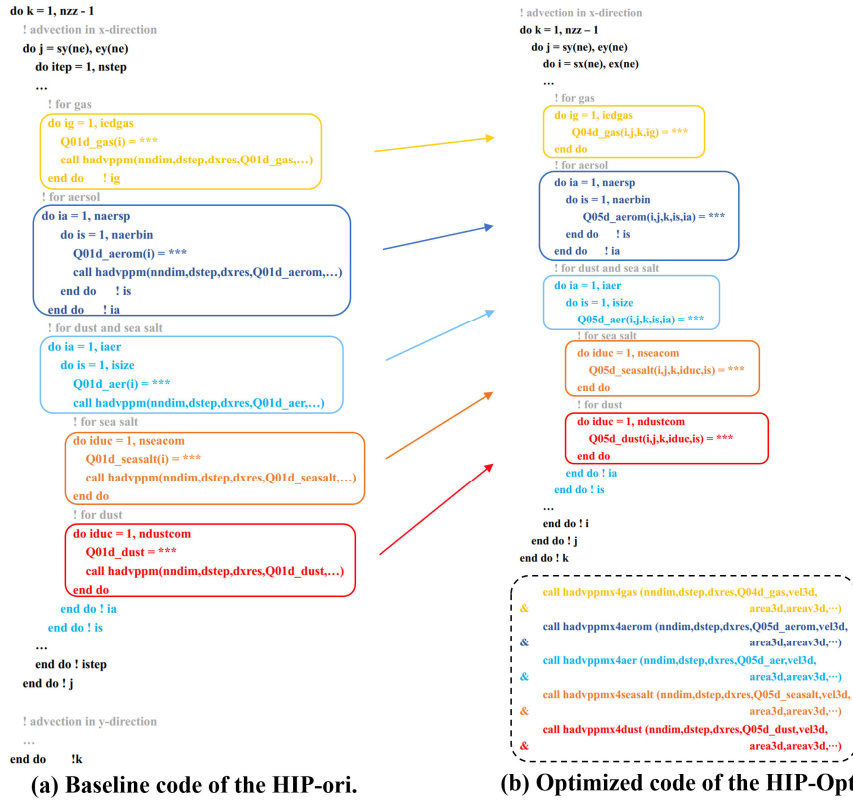 do k = 1, nzz - 1
! advection in x-direction
do j = sy(ne), ey(ne)
do itep = 1, nstep
...
! for gas
do ig = 1, iedgas
Q01d_gas(i) = ***
call hadvppm(nndim,dstep,dxres,Q01d_gas,...)
end do ! ig
! for aersol
do ia = 1, naersp
do is = 1, naerbin
Q01d_aerom(i) = ***
call hadvppm(nndim,dstep,dxres,Q01d_aerom,...)
end do ! is
end do ! ia
! for dust and sea salt
do ia = 1, iaer
do is = 1, isize
Q01d_aer(i) = ***
call hadvppm(nndim,dstep,dxres,Q01d_aer,...)
! for sea salt
do iduc = 1, nseacom
Q01d_seasalt(i) = ***
call hadvppm(nndim,dstep,dxres,Q01d_seasalt,...)
end do
! for dust
do iduc = 1, ndustcom
Q01d_dust = ***
call hadvppm(nndim,dstep,dxres,Q01d_dust,...)
end do
end do ! ia
end do ! is
...
end do ! istep
end do ! j
! advection in y-direction
...
end do !k
(a) Baseline code of the HIP-ori.
! advection in x-direction
do k = 1, nzz − 1
do j = sy(ne), ey(ne)
do i = sx(ne), ex(ne)
...
! for gas
do ig = 1, iedgas
Q04d_gas(i,j,k,ig) = ***
end do
! for aersol
do ia = 1, naersp
do is = 1, naerbin
Q05d_aerom(i,j,k,is,ia) = ***
end do ! is
end do ! ia
! for dust and sea salt
do ia = 1, iaer
do is = 1, isize
Q05d_aer(i,j,k,is,ia) = ***
! for sea salt
do iduc = 1, nseacom
Q05d_seasalt(i,j,k,iduc,is) = ***
end do
! for dust
do iduc = 1, ndustcom
Q05d_dust(i,j,k,iduc,is) = ***
end do
end do ! ia
end do ! is
...
end do ! i
end do ! j
end do ! k
call hadvppmx4gas (nndim,dstep,dxres,Q04d_gas,vel3d,
& area3d,areav3d,···)
call hadvppmx4aerom (nndim,dstep,dxres,Q05d_aerom,vel3d,
& area3d,areav3d,···)
call hadvppmx4aer (nndim,dstep,dxres,Q05d_aer,vel3d,
& area3d,areav3d,···)
call hadvppmx4seasalt (nndim,dstep,dxres,Q05d_seasalt,vel3d,
& area3d,areav3d,···)
call hadvppmx4dust (nndim,dstep,dxres,Q05d_dust,vel3d,
& area3d,areav3d,···)
(b) Optimized code of the HIP-Opt